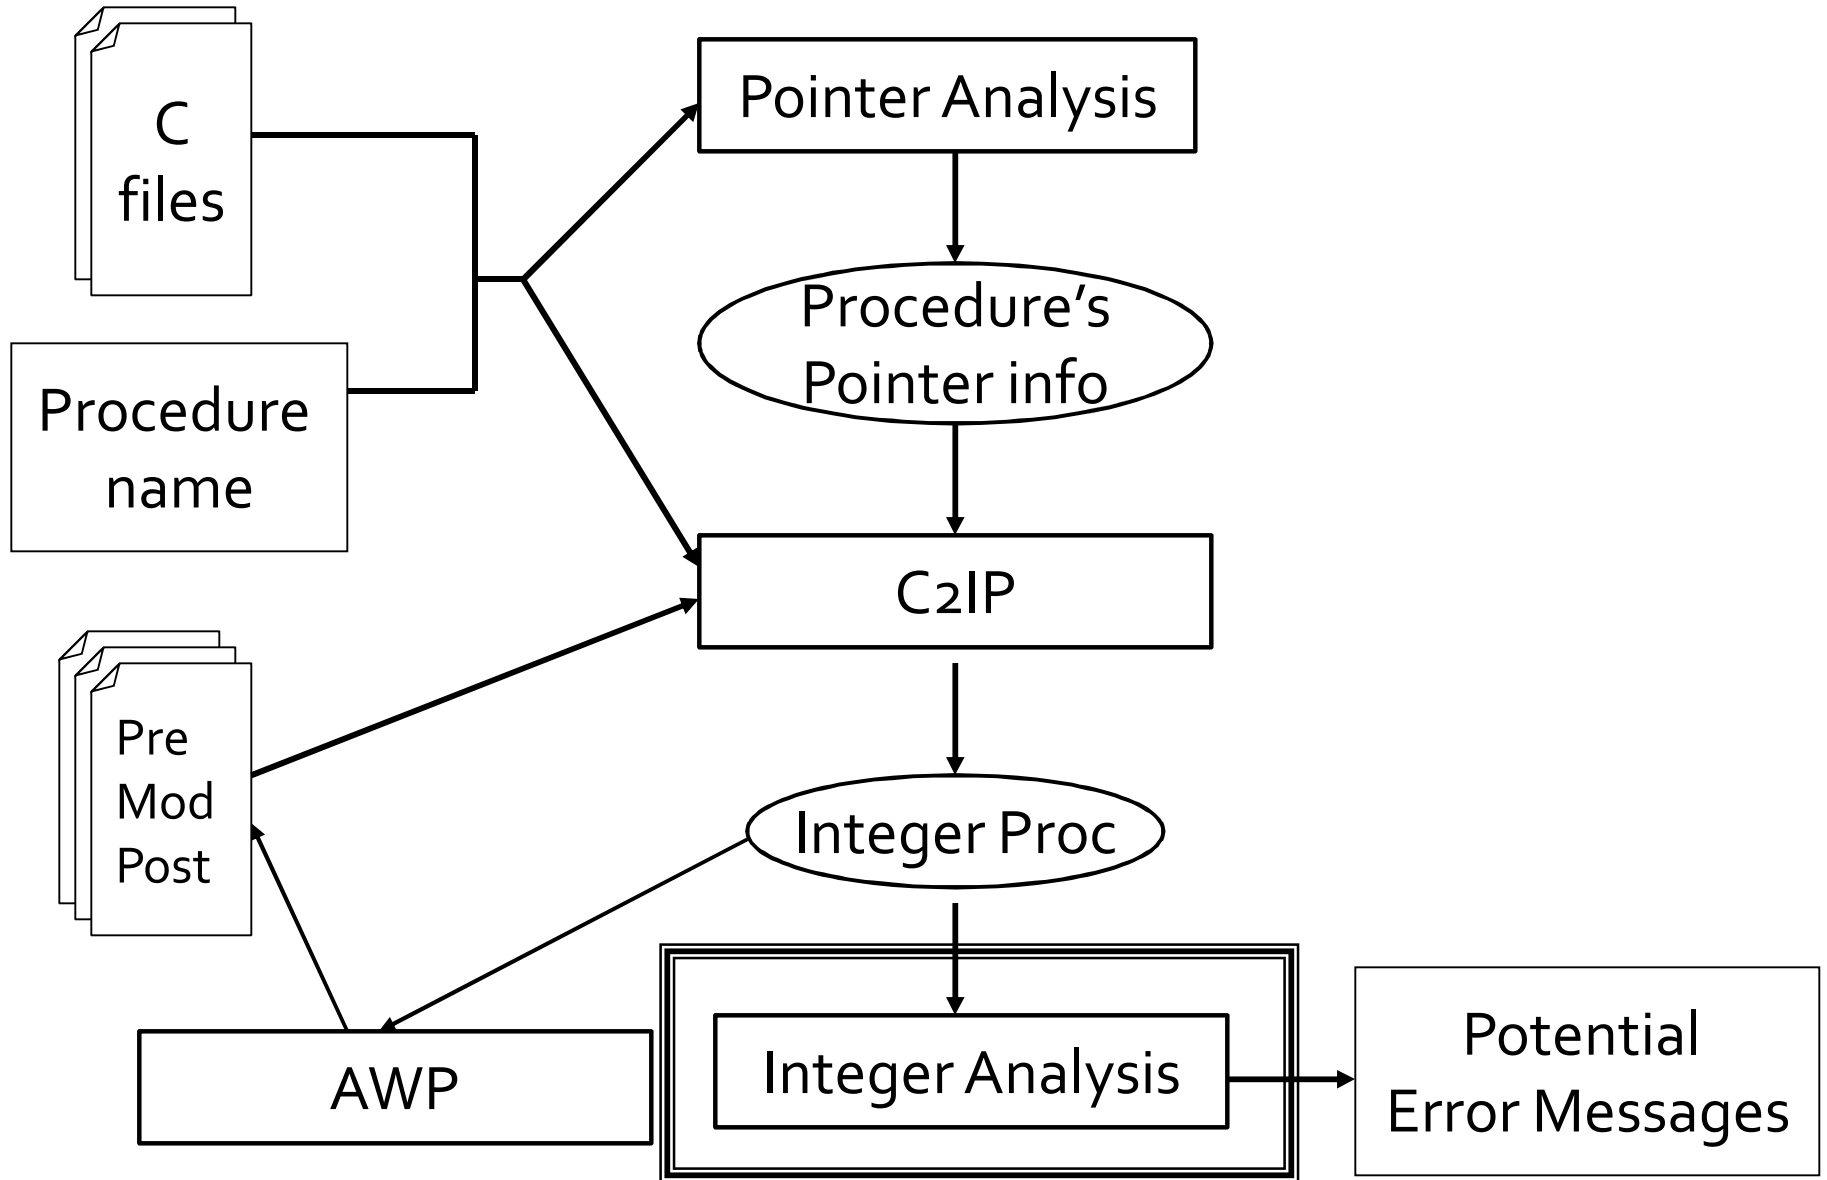 C
files
Pointer Analysis
Procedure’s
Pointer info
Procedure
name
C2IP
Pre
Mod
Post
Integer Proc
AWP
Integer Analysis
Potential
Error Messages